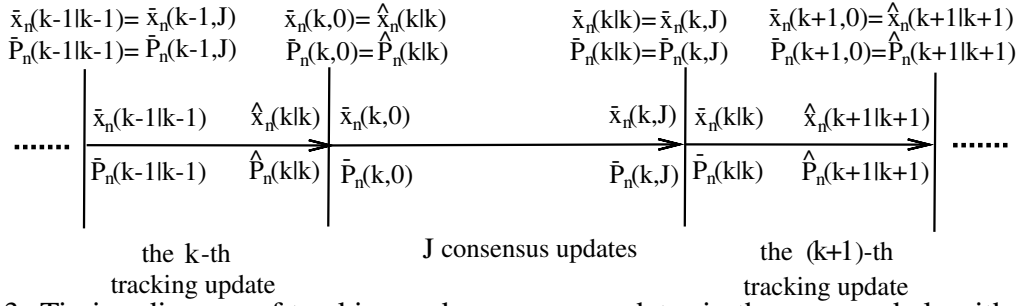 x̄ₙ(k-1|k-1)= x̄ₙ(k-1,J) x̄ₙ(k,0)= x̂ₙ(k|k) x̄ₙ(k|k)= x̄ₙ(k,J) x̄ₙ(k+1,0)= x̂ₙ(k+1|k+1)
P̄ₙ(k-1|k-1)= P̄ₙ(k-1,J) P̄ₙ(k,0)= P̂ₙ(k|k) P̄ₙ(k|k)= P̄ₙ(k,J) P̄ₙ(k+1,0)= P̂ₙ(k+1|k+1)
x̄ₙ(k-1|k-1) x̂ₙ(k|k) x̄ₙ(k,0) x̄ₙ(k,J) x̄ₙ(k|k) x̂ₙ(k+1|k+1)
P̄ₙ(k-1|k-1) P̂ₙ(k|k) P̄ₙ(k,0) P̄ₙ(k,J) P̄ₙ(k|k) P̂ₙ(k+1|k+1)
the k-th
tracking update
J consensus updates
the (k+1)-th
tracking update